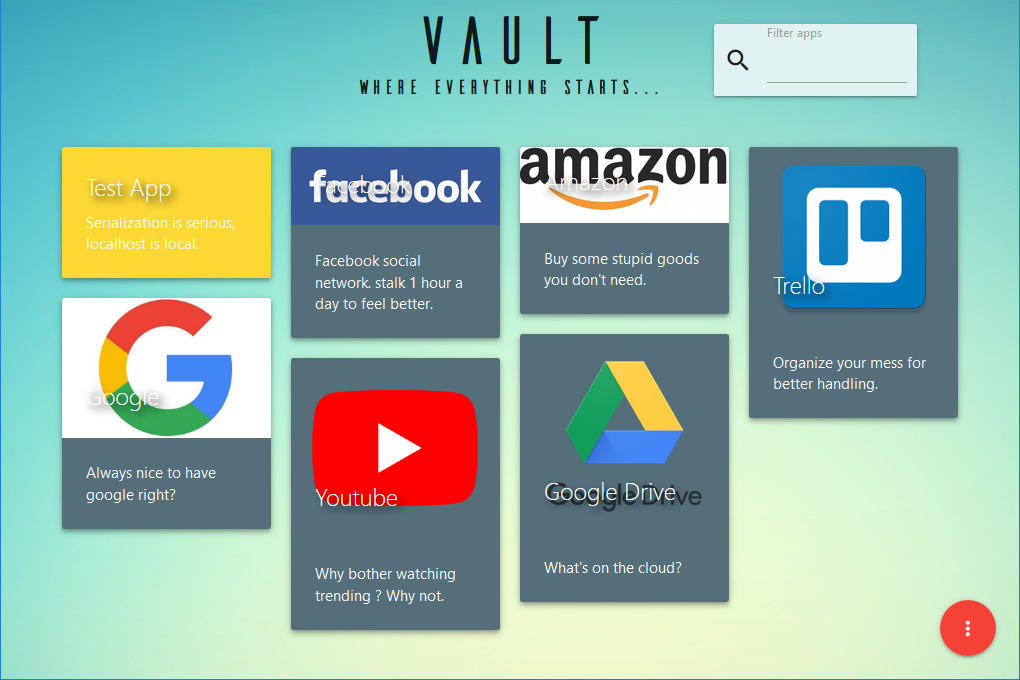 VAULT
WHERE EVERYTHING STARTS...
Filter apps
Test App
Serialization is serious,
localhost is local.
Google
Always nice to have
google right?
facebook
Facebook
Facebook social
network. stalk 1 hour a
day to feel better.
Youtube
Why bother watching
trending ? Why not.
amazon
Amazon
Buy some stupid goods
you don't need.
Google Drive
Google Drive
What's on the cloud?
Trello
Organize your mess for
better handling.